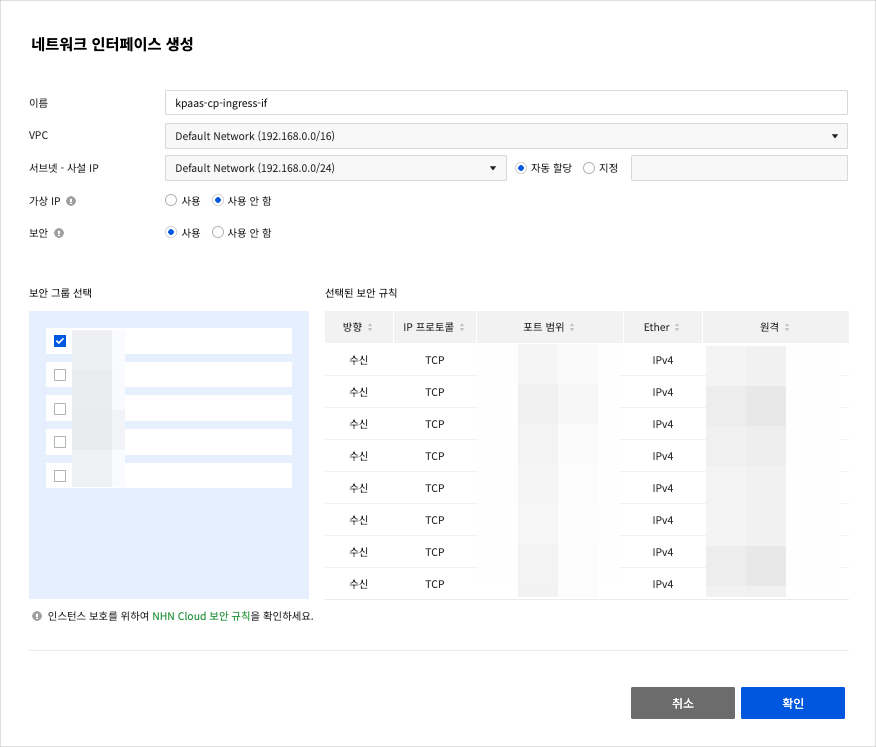 네트워크 인터페이스 생성
이름 kpaas-cp-ingress-if
VPC Default Network (192.168.0.0/16)
서브넷 - 사설 IP Default Network (192.168.0.0/24) 자동 할당 지정
가상 IP 사용 사용 안 함
보안 사용 사용 안 함
보안 그룹 선택
선택된 보안 규칙
방향 IP 프로토콜 포트 범위 Ether 원격
수신 TCP IPv4
수신 TCP IPv4
수신 TCP IPv4
수신 TCP IPv4
수신 TCP IPv4
수신 TCP IPv4
수신 TCP IPv4
수신 TCP IPv4
인스턴스 보호를 위하여 NHN Cloud 보안 규칙을 확인하세요.
취소 확인